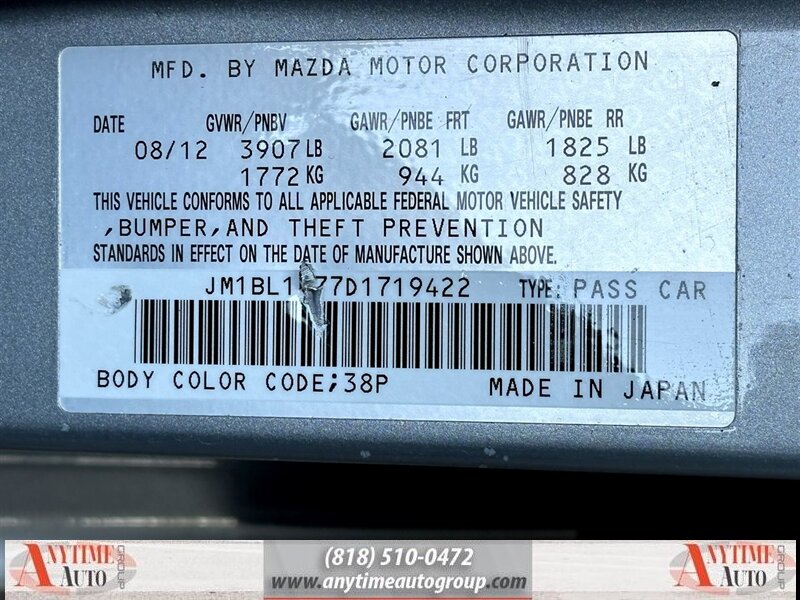 MFD. BY MAZDA MOTOR CORPORATION
DATE GVWR/PNBV GAWR/PNBE FRT GAWR/PNBE RR
08/12 3907 LB 2081 LB 1825 LB
1772 KG 944 KG 828 KG
THIS VEHICLE CONFORMS TO ALL APPLICABLE FEDERAL MOTOR VEHICLE SAFETY
,BUMPER,AND THEFT PREVENTION
STANDARDS IN EFFECT ON THE DATE OF MANUFACTURE SHOWN ABOVE.
TYPE: PASS CAR
BODY COLOR CODE;38P MADE IN JAPAN
ANYTIME AUTO GROUP
(818) 510-0472
www.anytimeautogroup.com
ANYTIME AUTO GROUP